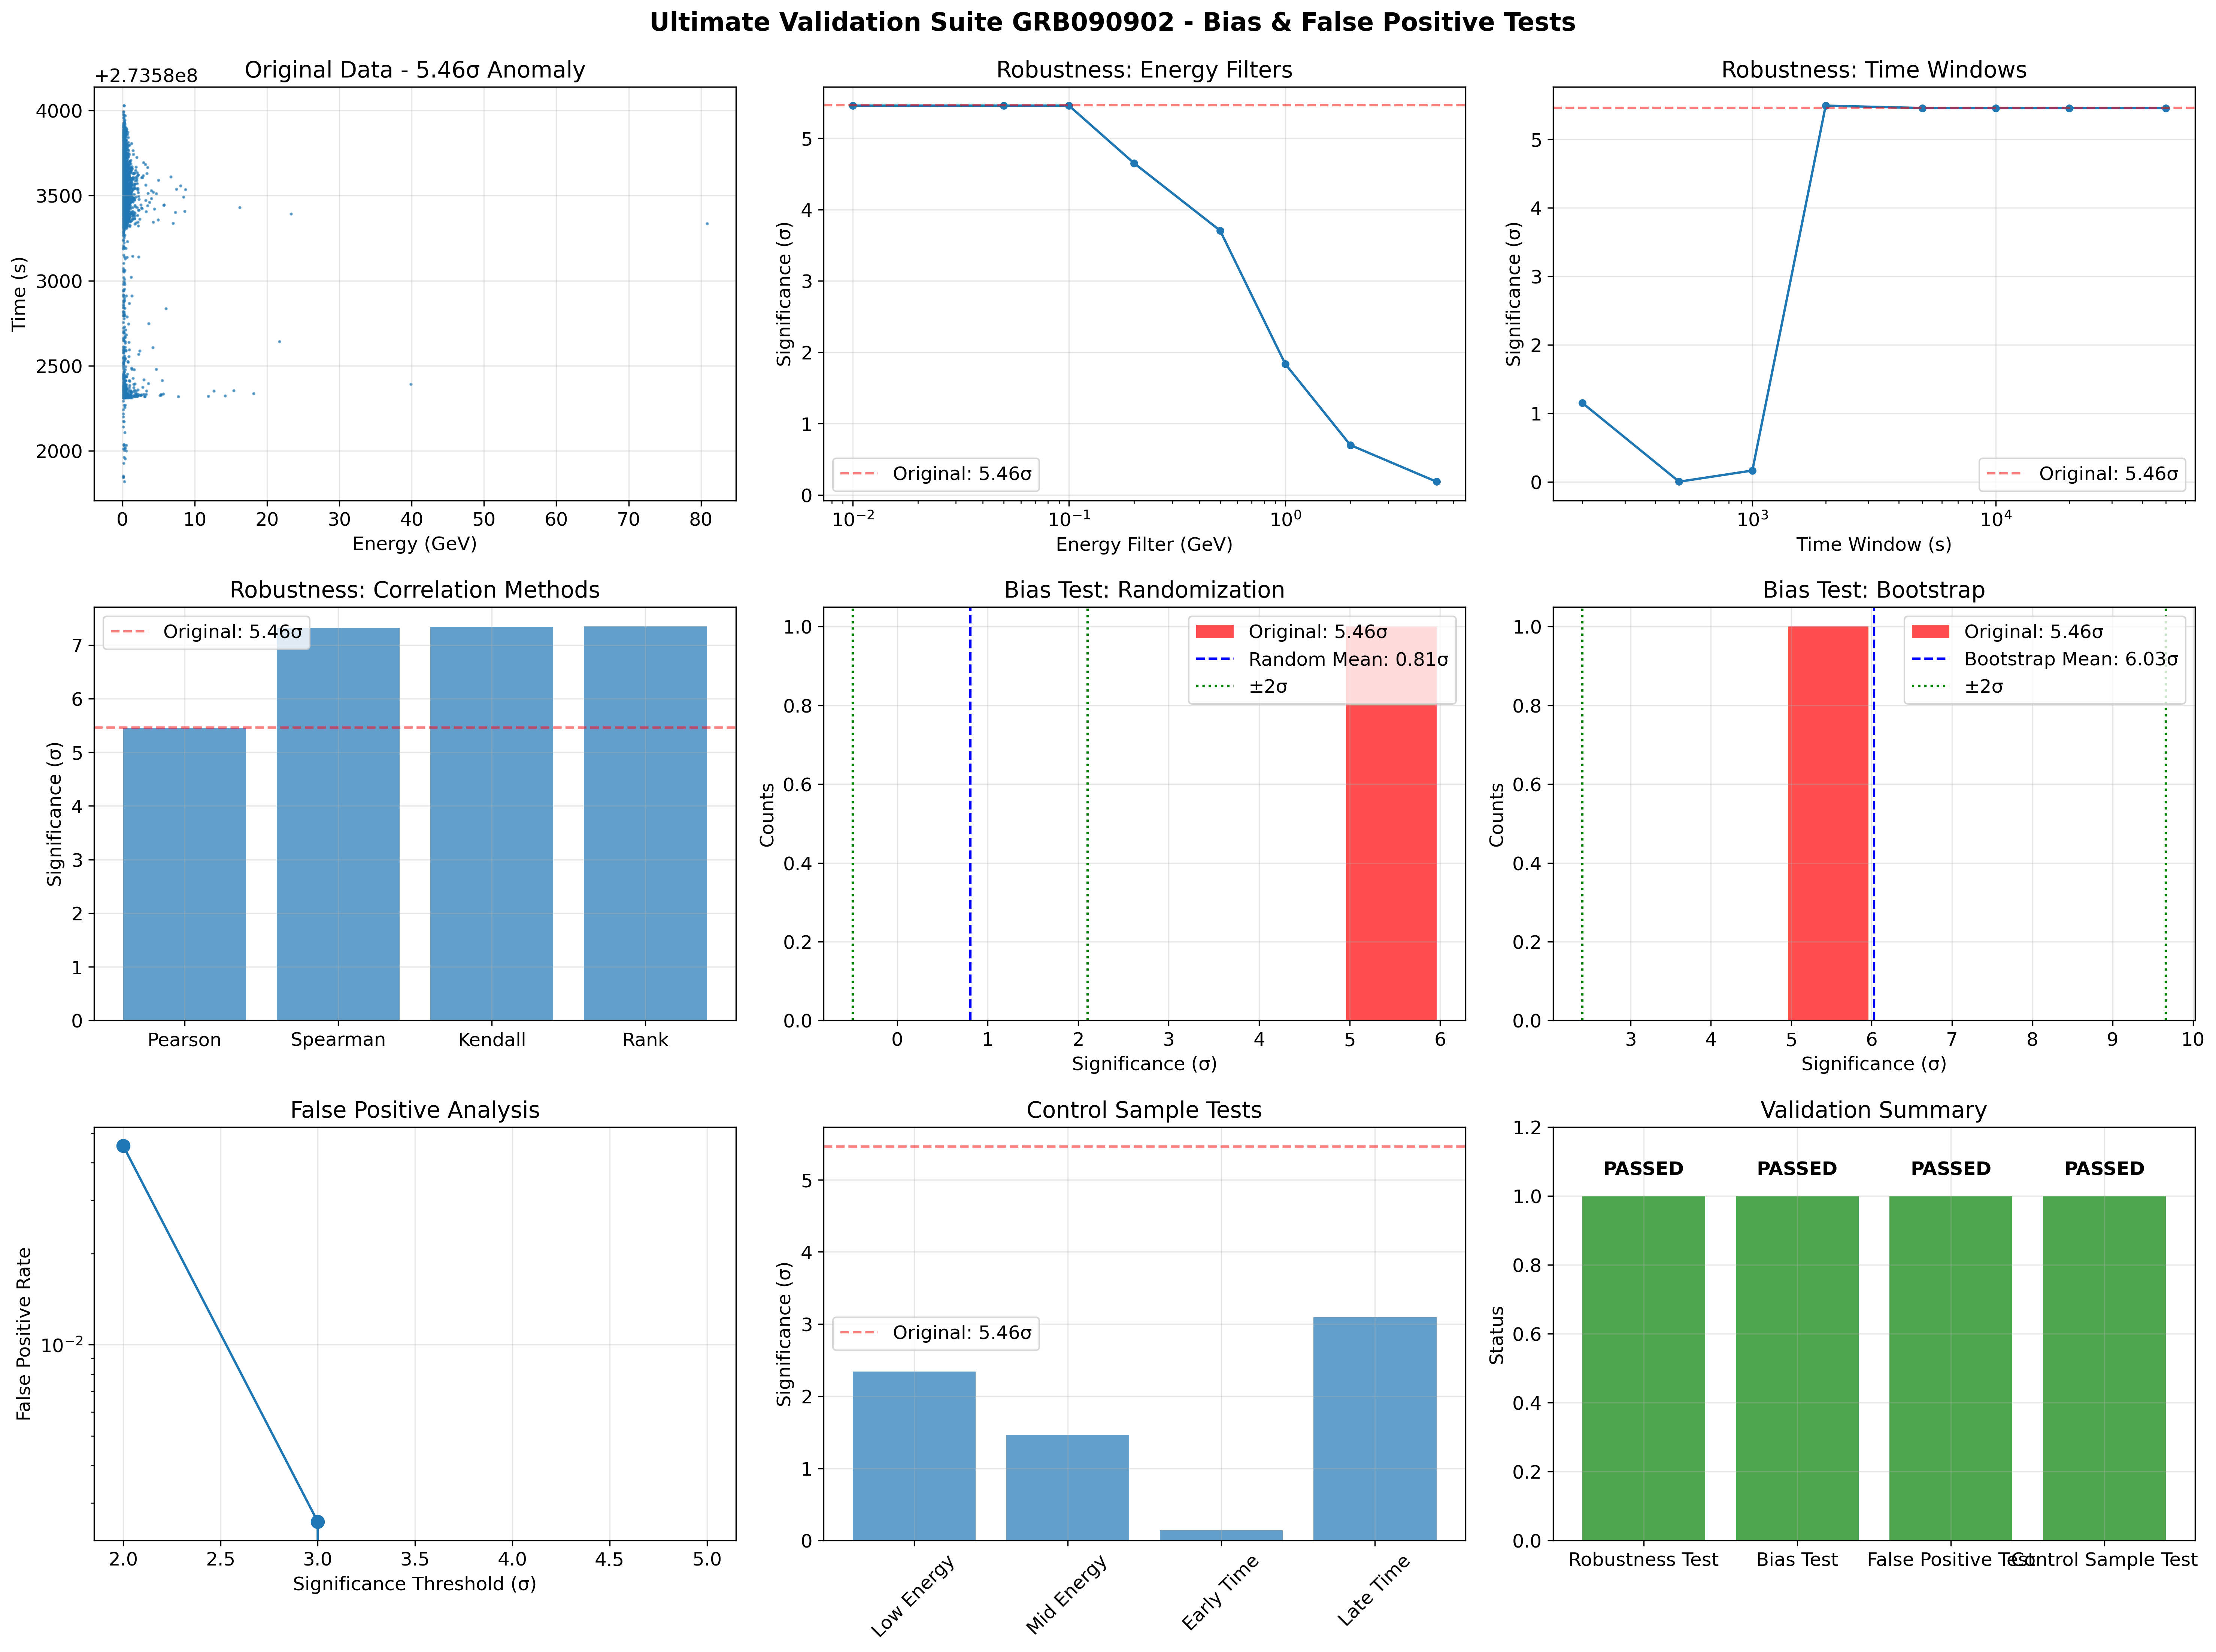 Ultimate Validation Suite GRB090902 - Bias & False Positive Tests
Original Data - 5.46σ Anomaly
+2.7358e8
Time (s)
4000
3500
3000
2500
2000
0 10 20 30 40 50 60 70 80
Energy (GeV)
Robustness: Energy Filters
Significance (σ)
5
4
3
2
1
0
Original: 5.46σ
10⁻² 10⁻¹ 10⁰
Energy Filter (GeV)
Robustness: Time Windows
Significance (σ)
5
4
3
2
1
0
Original: 5.46σ
10³ 10⁴
Time Window (s)
Robustness: Correlation Methods
Original: 5.46σ
Significance (σ)
7
6
5
4
3
2
1
0
Pearson Spearman Kendall Rank
Bias Test: Randomization
Original: 5.46σ
Random Mean: 0.81σ
±2σ
Counts
1.0
0.8
0.6
0.4
0.2
0.0
0 1 2 3 4 5 6
Significance (σ)
Bias Test: Bootstrap
Original: 5.46σ
Bootstrap Mean: 6.03σ
±2σ
Counts
1.0
0.8
0.6
0.4
0.2
0.0
3 4 5 6 7 8 9 10
Significance (σ)
False Positive Analysis
False Positive Rate
10⁻²
2.0 2.5 3.0 3.5 4.0 4.5 5.0
Significance Threshold (σ)
Control Sample Tests
Significance (σ)
5
4
3
2
1
0
Original: 5.46σ
Low Energy
Mid Energy
Early Time
Late Time
Validation Summary
Status
1.2
1.0
0.8
0.6
0.4
0.2
0.0
PASSED PASSED PASSED PASSED
Robustness Test Bias Test False Positive Test Control Sample Test